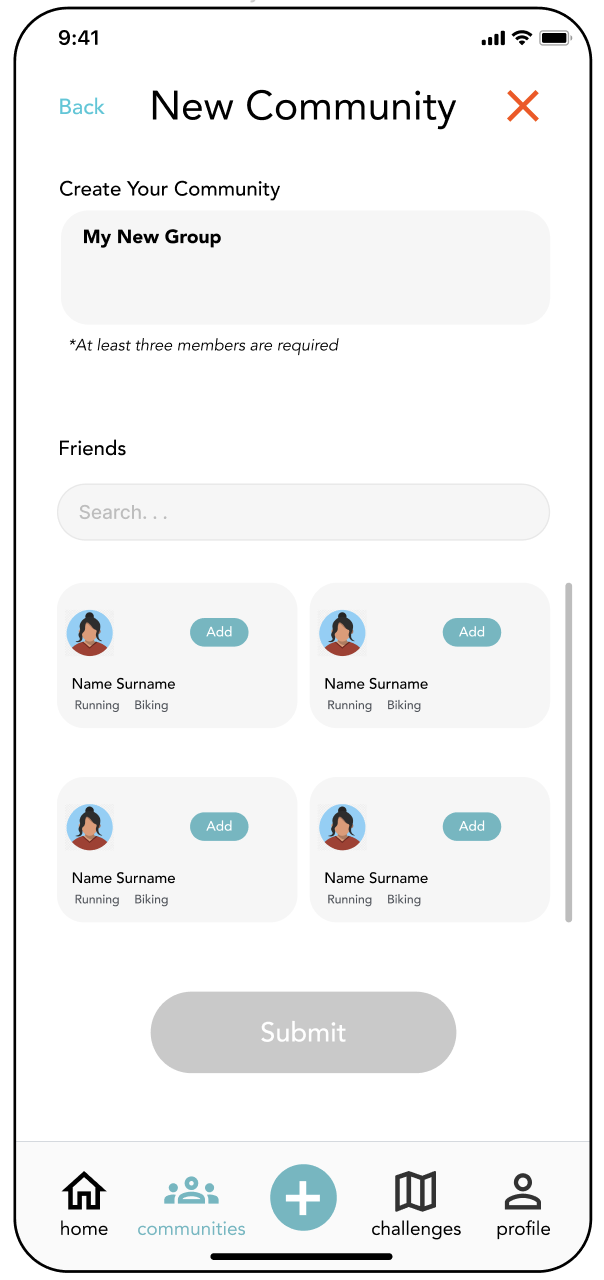 9:41
Back New Community
Create Your Community
My New Group
*At least three members are required
Friends
Search. . .
Add Add
Name Surname Name Surname
Running Biking Running Biking
Add Add
Name Surname Name Surname
Running Biking Running Biking
Submit
home communities challenges profile